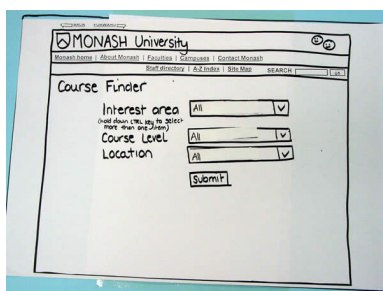 MONASH University
Monash home | About Monash | Faculties | Campuses | Contact Monash
Staff directory | A-Z Index | Site Map SEARCH
Course Finder
Interest area All
(hold down CTRL key to select
more than one item)
Course Level All
Location All
Submit